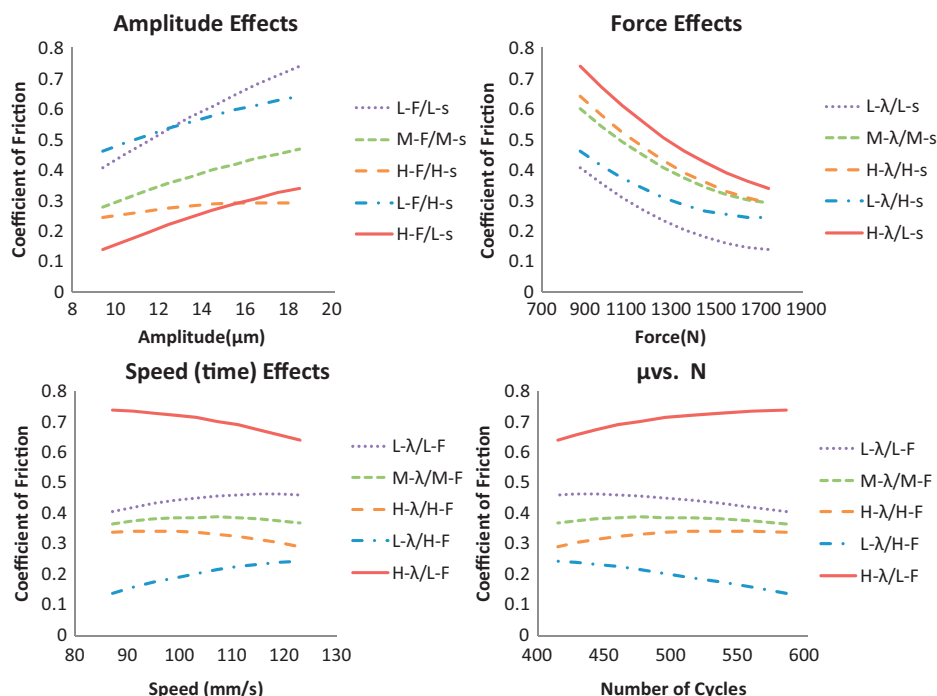 Amplitude Effects
Coefficient of Friction
0.8
0.7
0.6
0.5
0.4
0.3
0.2
0.1
0
8 10 12 14 16 18 20
Amplitude(μm)
L-F/L-s
M-F/M-s
H-F/H-s
L-F/H-s
H-F/L-s
Force Effects
Coefficient of Friction
0.8
0.7
0.6
0.5
0.4
0.3
0.2
0.1
0
700 900 1100 1300 1500 1700 1900
Force(N)
L-λ/L-s
M-λ/M-s
H-λ/H-s
L-λ/H-s
H-λ/L-s
Speed (time) Effects
Coefficient of Friction
0.8
0.7
0.6
0.5
0.4
0.3
0.2
0.1
0
80 90 100 110 120 130
Speed (mm/s)
L-λ/L-F
M-λ/M-F
H-λ/H-F
L-λ/H-F
H-λ/L-F
μvs. N
Coefficient of Friction
0.8
0.7
0.6
0.5
0.4
0.3
0.2
0.1
0
400 450 500 550 600
Number of Cycles
L-λ/L-F
M-λ/M-F
H-λ/H-F
L-λ/H-F
H-λ/L-F